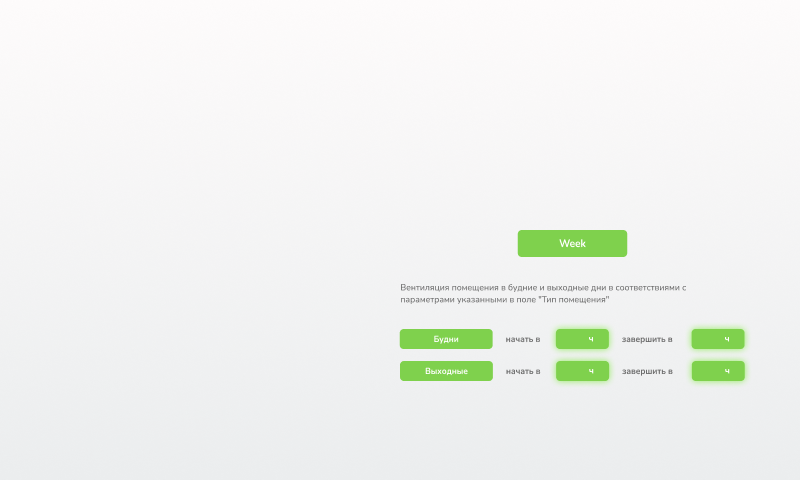 Week
Вентиляция помещения в будние и выходные дни в соответствиями с
параметрами указанными в поле "Тип помещения"
Будни начать в ч завершить в ч
Выходные начать в ч завершить в ч